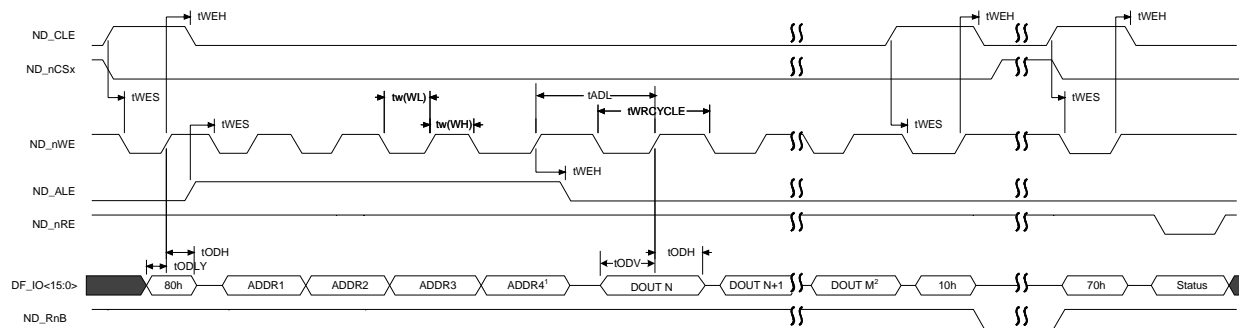 tWEH tWEH tWEH
ND_CLE
ND_nCSx
tWES tWES tw(WL) tw(WH) tADL tWRCYCLE tWES tWES
ND_nWE
tWEH
ND_ALE
ND_nRE
tODH tODLY tODV tODH
DF_IO<15:0> 80h ADDR1 ADDR2 ADDR3 ADDR4¹ DOUT N DOUT N+1 DOUT M² 10h 70h Status
ND_RnB